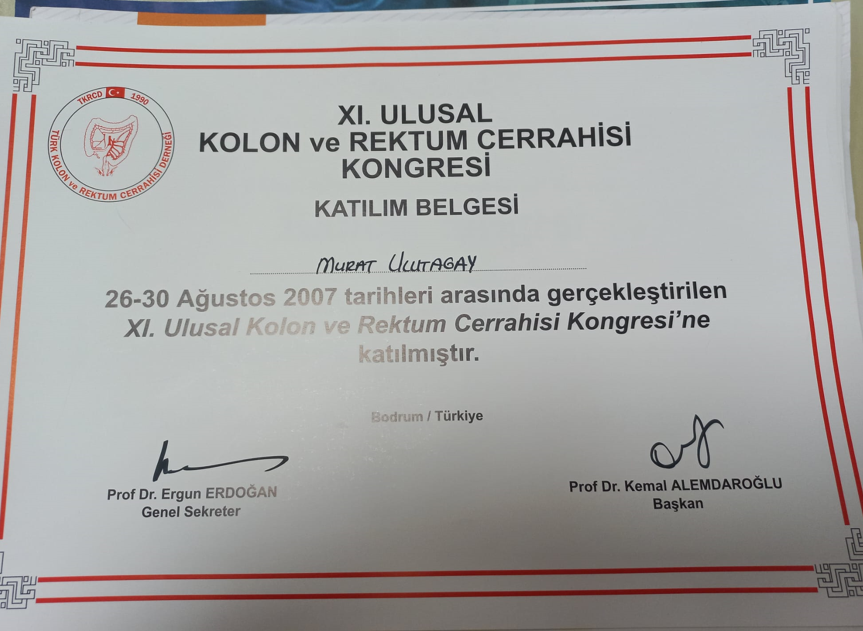 TKRCD 1990
TÜRK KOLON ve REKTUM CERRAHİSİ DERNEĞİ
XI. ULUSAL
KOLON ve REKTUM CERRAHİSİ
KONGRESİ
KATILIM BELGESİ
MURAT ULUTAGAY
26-30 Ağustos 2007 tarihleri arasında gerçekleştirilen
XI. Ulusal Kolon ve Rektum Cerrahisi Kongresi'ne
katılmıştır.
Bodrum / Türkiye
Prof Dr. Ergun ERDOĞAN
Genel Sekreter
Prof Dr. Kemal ALEMDAROĞLU
Başkan